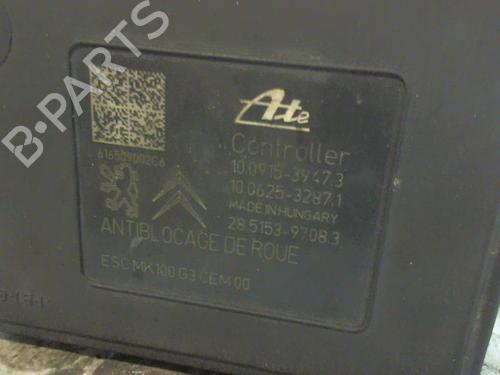 B-PARTS
Ate
616509002C6
Controller
10.0915-3947.3
10.0625-3287.1
MADE IN HUNGARY
28.5153-9708.3
ANTIBLOCAGE DE ROUE
ESC MK100 G3 CEM 00